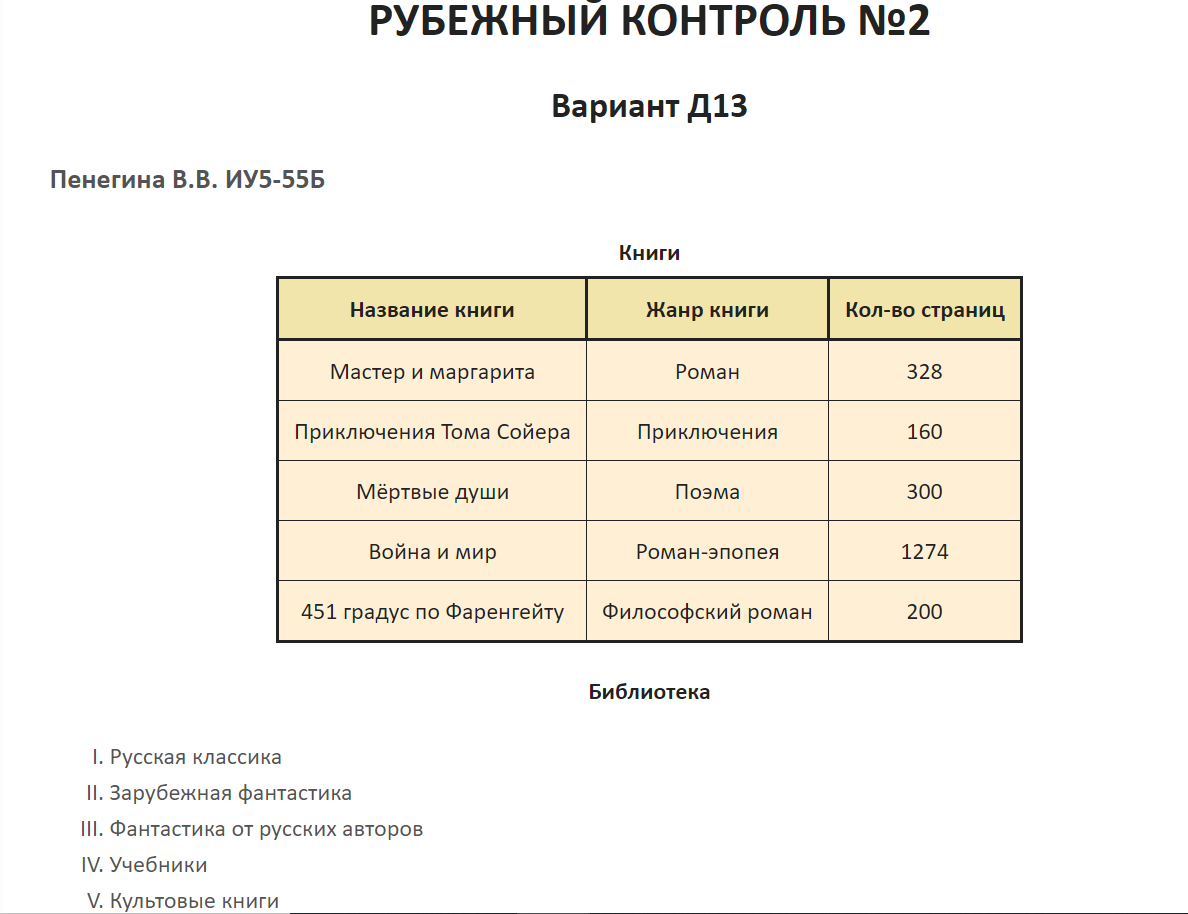 РУБЕЖНЫЙ КОНТРОЛЬ №2
Вариант Д13
Пенегина В.В. ИУ5-55Б
Книги
Название книги Жанр книги Кол-во страниц
Мастер и маргарита Роман 328
Приключения Тома Сойера Приключения 160
Мёртвые души Поэма 300
Война и мир Роман-эпопея 1274
451 градус по Фаренгейту Философский роман 200
Библиотека
I. Русская классика
II. Зарубежная фантастика
III. Фантастика от русских авторов
IV. Учебники
V. Культовые книги